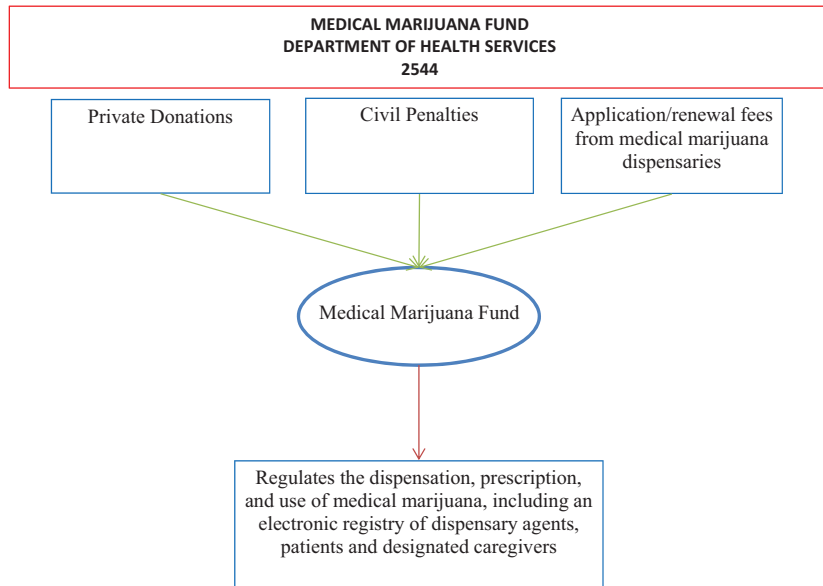 MEDICAL MARIJUANA FUND
DEPARTMENT OF HEALTH SERVICES
2544
Private Donations
Civil Penalties
Application/renewal fees
from medical marijuana
dispensaries
Medical Marijuana Fund
Regulates the dispensation, prescription,
and use of medical marijuana, including an
electronic registry of dispensary agents,
patients and designated caregivers